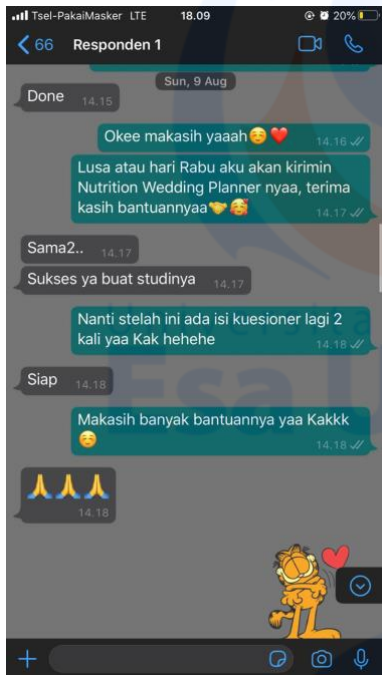 Tsel-PakaiMasker LTE 18.09 20%
66 Responden 1
Sun, 9 Aug
Done 14.15
Okee makasih yaaah☺️❤️ 14.16
Lusa atau hari Rabu aku akan kirimin
Nutrition Wedding Planner nyaa, terima
kasih bantuannyaa🤝🥰 14.17
Sama2.. 14.17
Sukses ya buat studinya 14.17
Nanti stelah ini ada isi kuesioner lagi 2
kali yaa Kak hehehe 14.18
Siap 14.18
Makasih banyak bantuannya yaa Kakkk
☺️ 14.18
🙏🙏🙏
14.18
Esa U